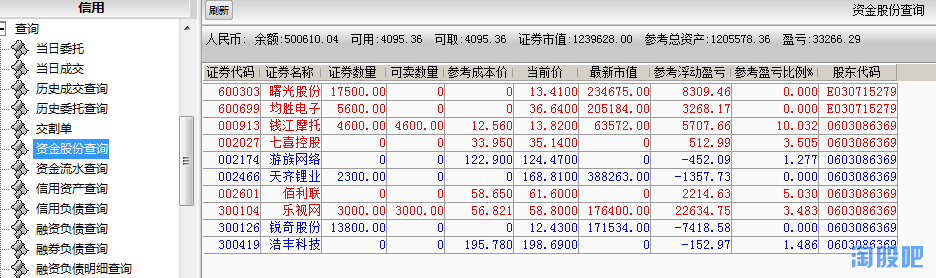 信用
刷新
资金股份查询
查询
当日委托
当日成交
历史成交查询
历史委托查询
交割单
资金股份查询
资金流水查询
信用资产查询
信用负债查询
融资负债查询
融券负债查询
融资负债明细查询
人民币: 余额:500610.04 可用:4095.36 可取:4095.36 证券市值:1239628.00 参考总资产:1205578.36 盈亏:33266.29
证券代码 证券名称 证券数量 可卖数量 参考成本价 当前价 最新市值 参考浮动盈亏 参考盈亏比例% 股东代码
600303 曙光股份 17500.00 0 0 13.4100 234675.00 8309.46 0.000 E030715279
600699 均胜电子 5600.00 0 0 36.6400 205184.00 3268.17 0.000 E030715279
000913 钱江摩托 4600.00 4600.00 12.560 13.8200 63572.00 5707.66 10.032 0603086369
002027 七喜控股 0 0 33.950 35.1400 0 512.99 3.505 0603086369
002174 游族网络 0 0 122.900 124.4700 0 -452.09 1.277 0603086369
002466 天齐锂业 2300.00 0 0 168.8100 388263.00 -1357.73 0.000 0603086369
002601 佰利联 0 0 58.650 61.6000 0 2214.63 5.030 0603086369
300104 乐视网 3000.00 3000.00 56.821 58.8000 176400.00 22634.75 3.483 0603086369
300126 锐奇股份 13800.00 0 0 12.4300 171534.00 -7418.58 0.000 0603086369
300419 浩丰科技 0 0 195.780 198.6900 0 -152.97 1.486 0603086369
淘股吧